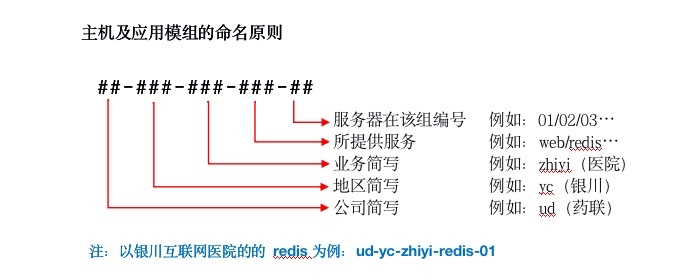 主机及应用模组的命名原则
##-###-###-###-##
服务器在该组编号 例如：01/02/03…
所提供服务 例如：web/redis…
业务简写 例如：zhiyi（医院）
地区简写 例如：yc（银川）
公司简写 例如：ud（药联）
注：以银川互联网医院的的 redis 为例：ud-yc-zhiyi-redis-01